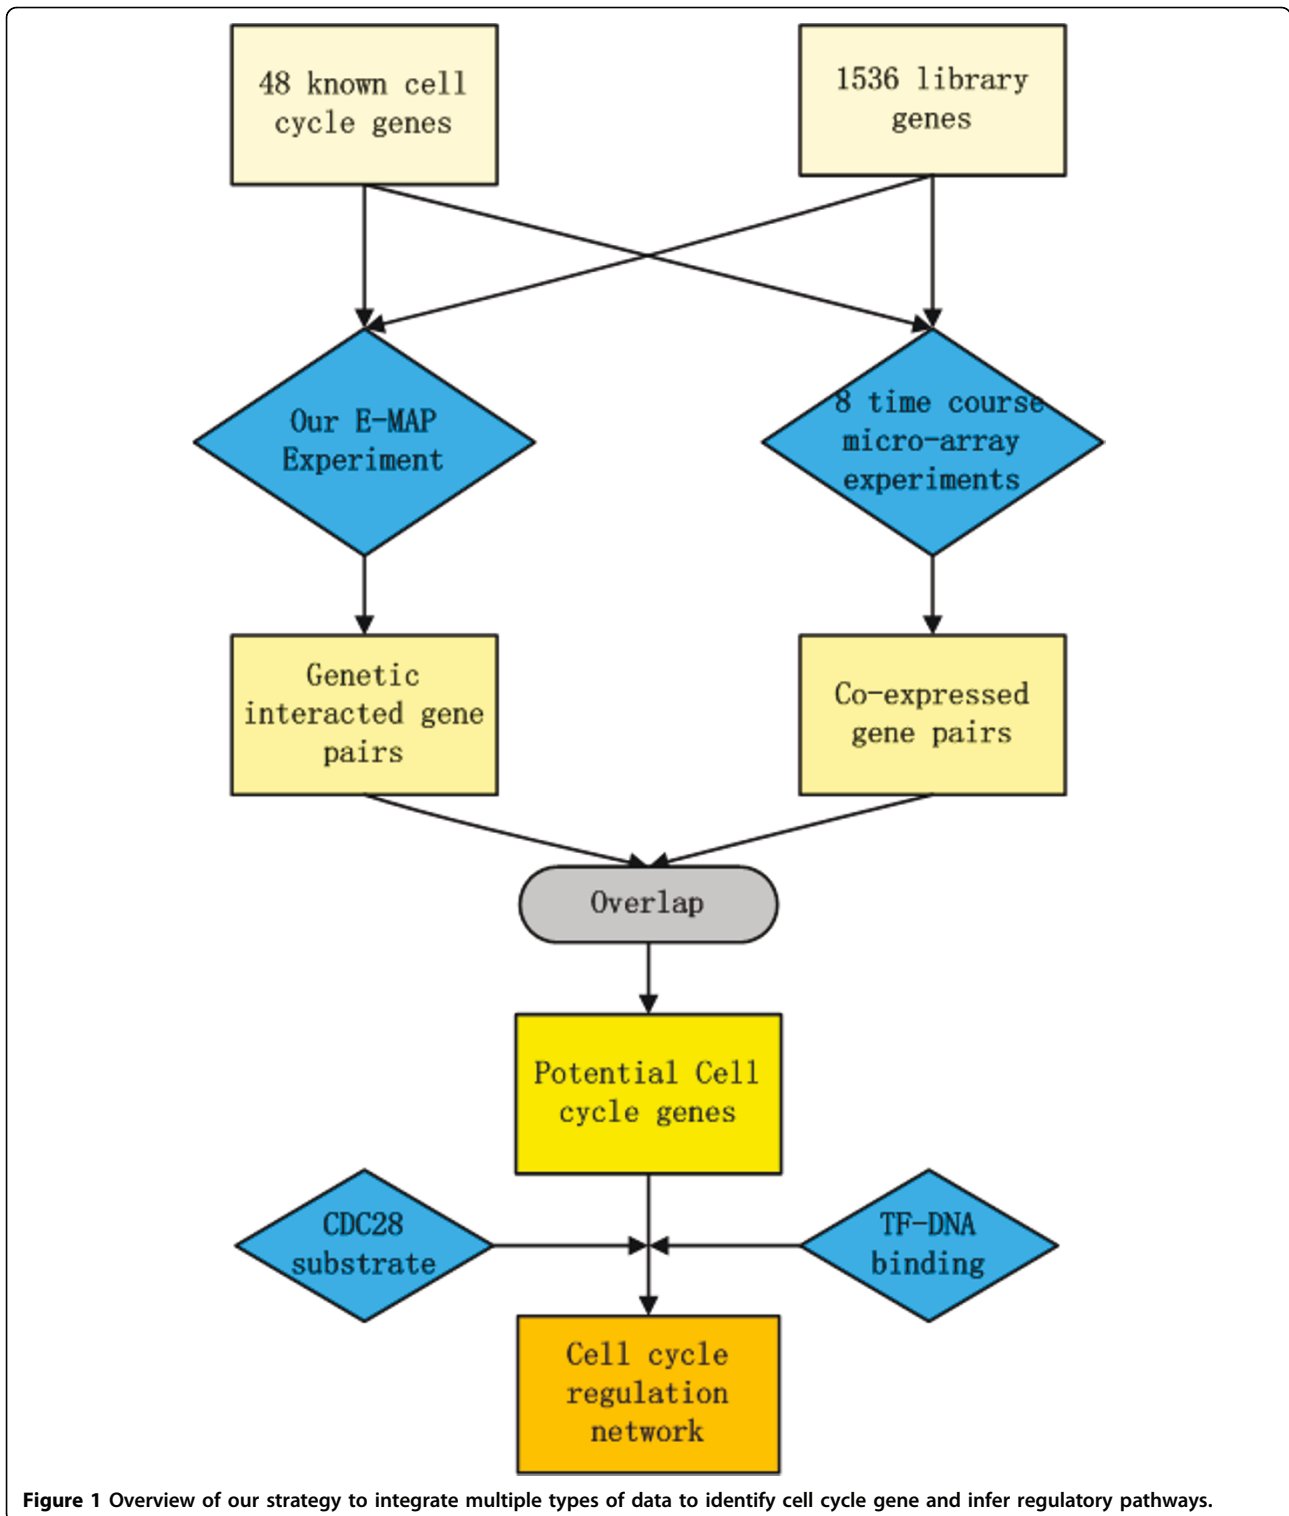 48 known cell
cycle genes
1536 library
genes
Our E-MAP
Experiment
8 time course
micro-array
experiments
Genetic
interacted gene
pairs
Co-expressed
gene pairs
Overlap
Potential Cell
cycle genes
CDC28
substrate
TF-DNA
binding
Cell cycle
regulation
network
Figure 1 Overview of our strategy to integrate multiple types of data to identify cell cycle gene and infer regulatory pathways.